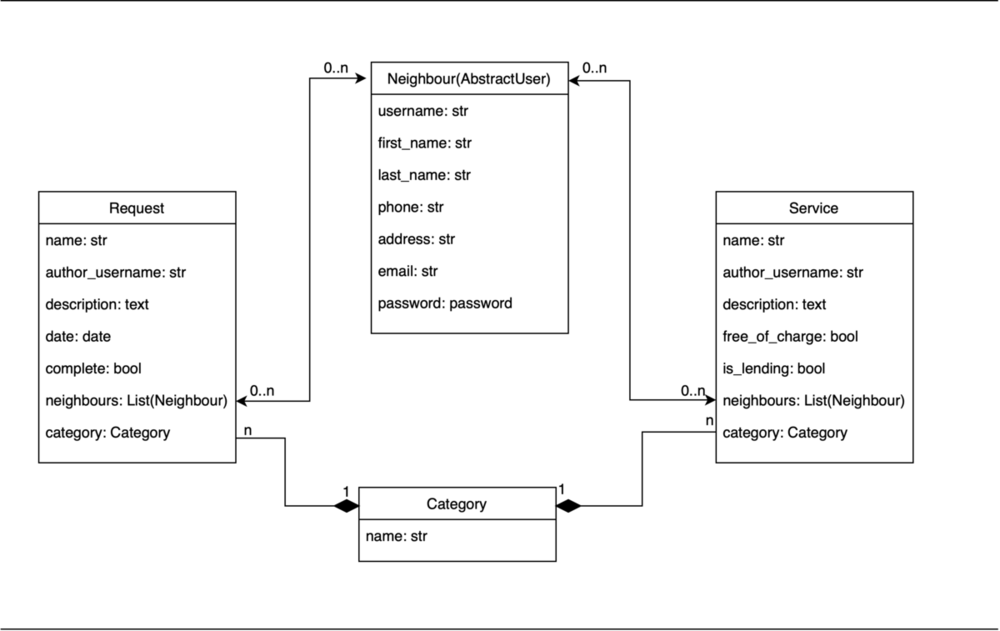 0..n
Neighbour(AbstractUser)
0..n
username: str
first_name: str
last_name: str
phone: str
address: str
email: str
password: password
Request
name: str
author_username: str
description: text
date: date
complete: bool
neighbours: List(Neighbour)
category: Category
0..n
n
Service
name: str
author_username: str
description: text
free_of_charge: bool
is_lending: bool
neighbours: List(Neighbour)
category: Category
0..n
n
1
Category
1
name: str